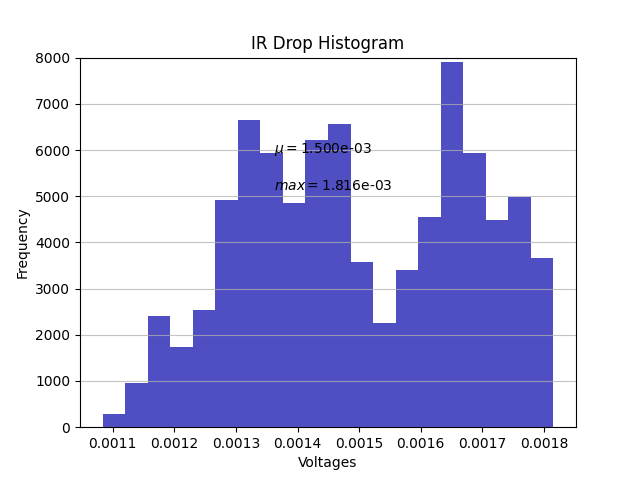 IR Drop Histogram
8000
7000
6000
5000
4000
3000
2000
1000
0
Frequency
μ = 1.500e-03
max = 1.816e-03
0.0011 0.0012 0.0013 0.0014 0.0015 0.0016 0.0017 0.0018
Voltages